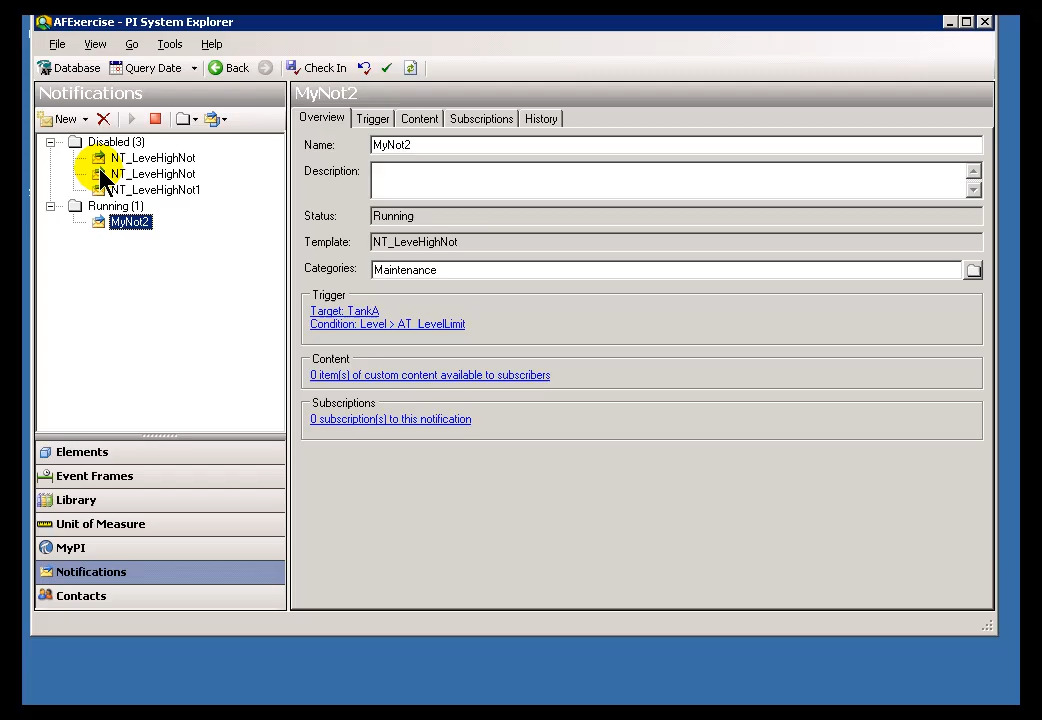 AFExercise - PI System Explorer
File View Go Tools Help
Database Query Date Back Check In
Notifications
New
Disabled (3)
NT_LeveHighNot
NT_LeveHighNot
NT_LeveHighNot1
Running (1)
MyNot2
Elements
Event Frames
Library
Unit of Measure
MyPI
Notifications
Contacts
MyNot2
Overview Trigger Content Subscriptions History
Name: MyNot2
Description:
Status: Running
Template: NT_LeveHighNot
Categories: Maintenance
Trigger
Target: TankA
Condition: Level > AT_LevelLimit
Content
0 item(s) of custom content available to subscribers
Subscriptions
0 subscription(s) to this notification